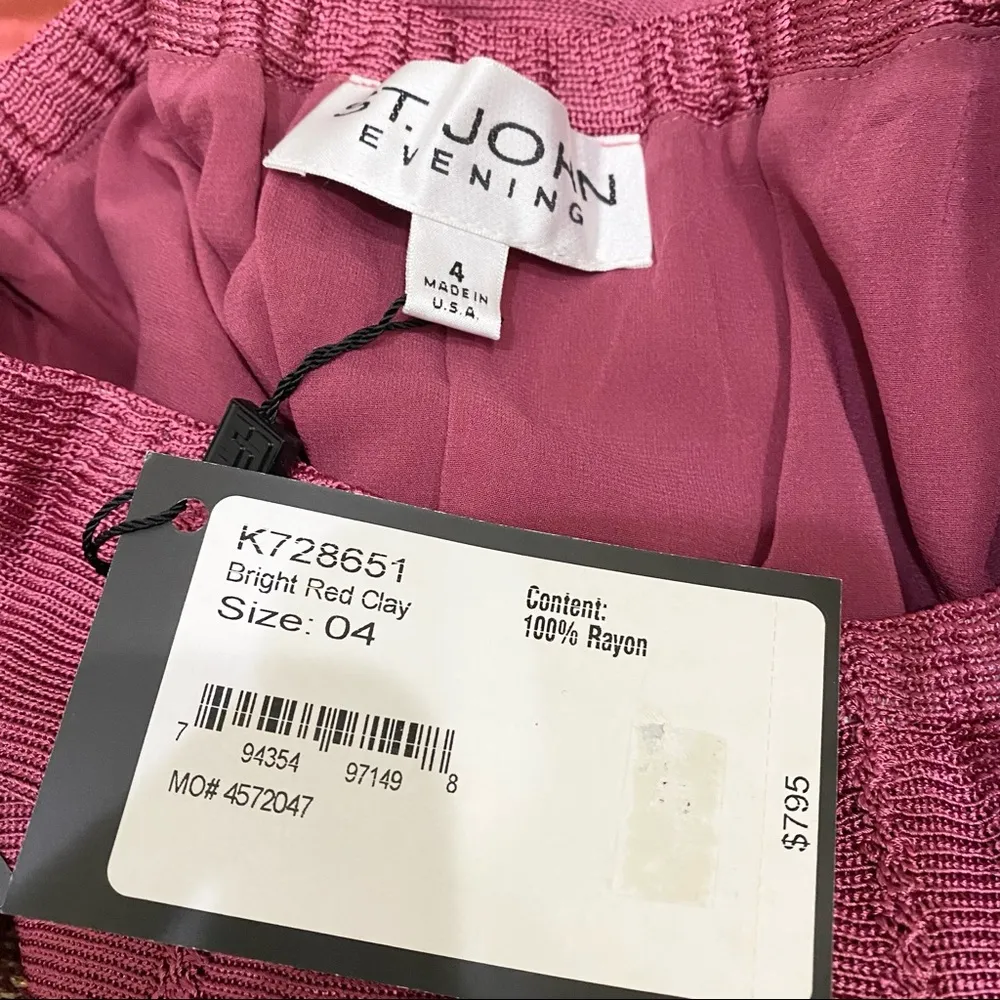 ST. JOHN
EVENING
4
MADE IN
U.S.A.
K728651
Bright Red Clay
Size: 04
Content:
100% Rayon
7 94354 97149 8
MO# 4572047
$795